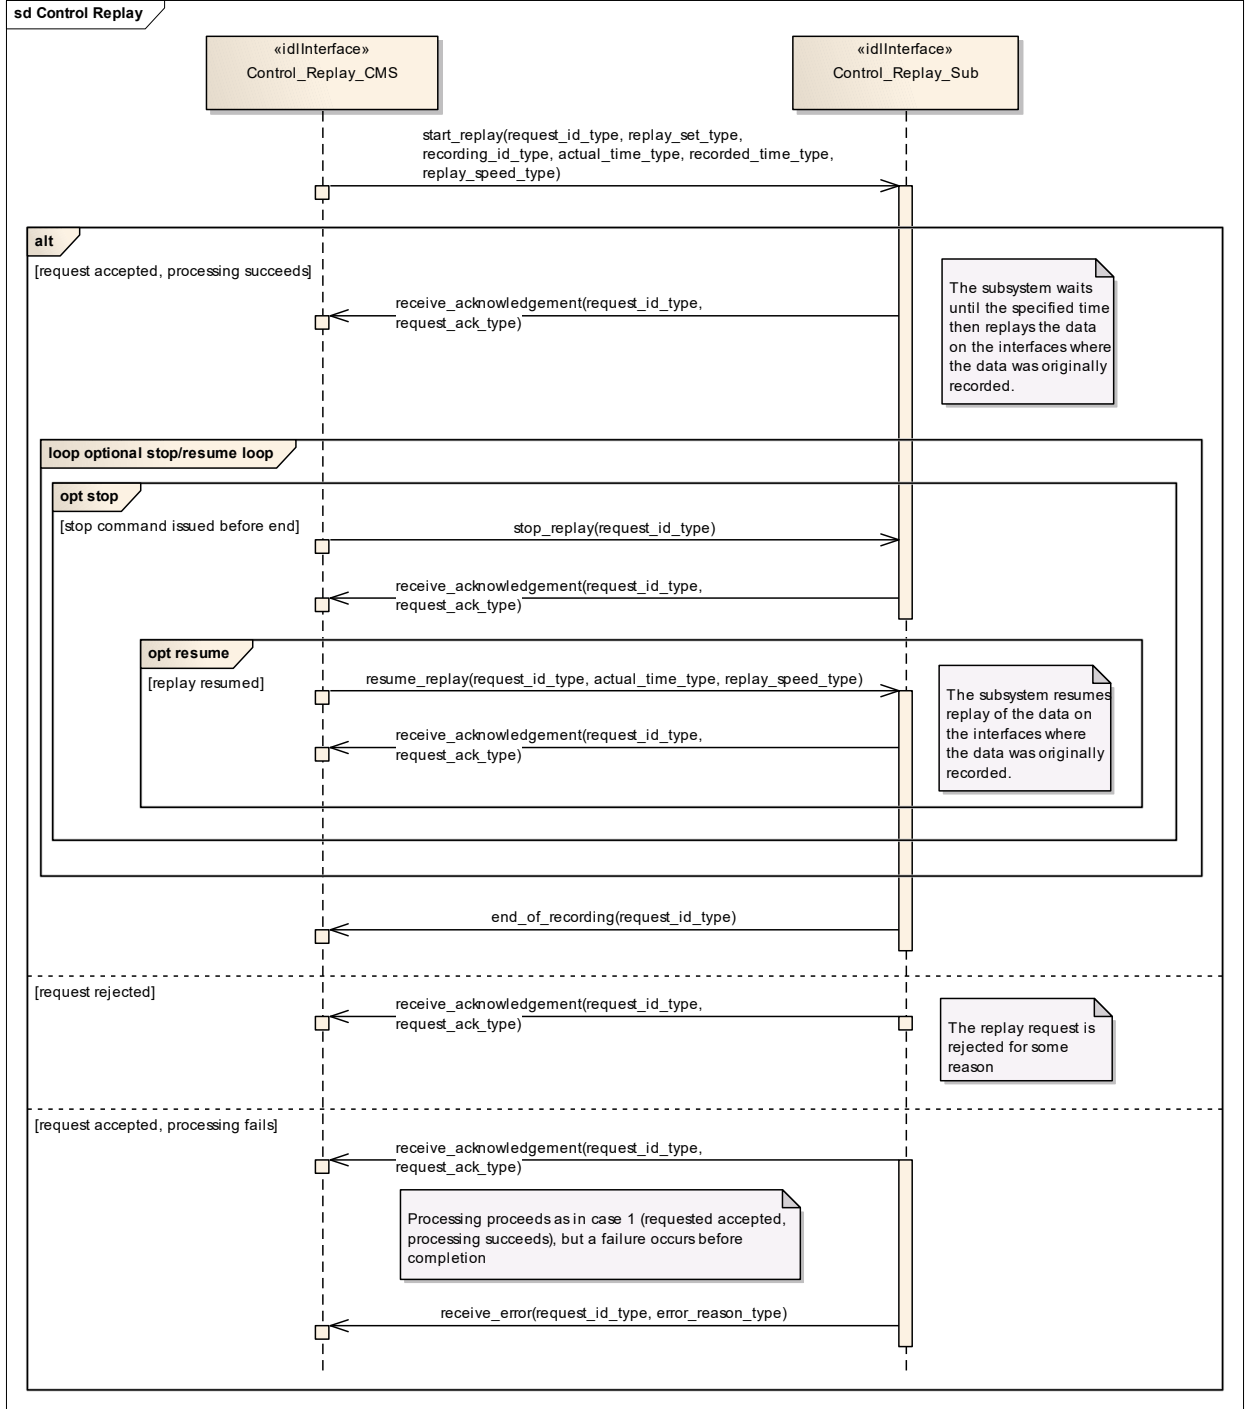 sd Control Replay
«idlInterface»
Control_Replay_CMS
«idlInterface»
Control_Replay_Sub
start_replay(request_id_type, replay_set_type,
recording_id_type, actual_time_type, recorded_time_type,
replay_speed_type)
alt
[request accepted, processing succeeds]
The subsystem waits
until the specified time
then replays the data
on the interfaces where
the data was originally
recorded.
receive_acknowledgement(request_id_type,
request_ack_type)
loop optional stop/resume loop
opt stop
[stop command issued before end]
stop_replay(request_id_type)
receive_acknowledgement(request_id_type,
request_ack_type)
opt resume
[replay resumed]
resume_replay(request_id_type, actual_time_type, replay_speed_type)
The subsystem resumes
replay of the data on
the interfaces where
the data was originally
recorded.
receive_acknowledgement(request_id_type,
request_ack_type)
end_of_recording(request_id_type)
[request rejected]
receive_acknowledgement(request_id_type,
request_ack_type)
The replay request is
rejected for some
reason
[request accepted, processing fails]
receive_acknowledgement(request_id_type,
request_ack_type)
Processing proceeds as in case 1 (requested accepted,
processing succeeds), but a failure occurs before
completion
receive_error(request_id_type, error_reason_type)